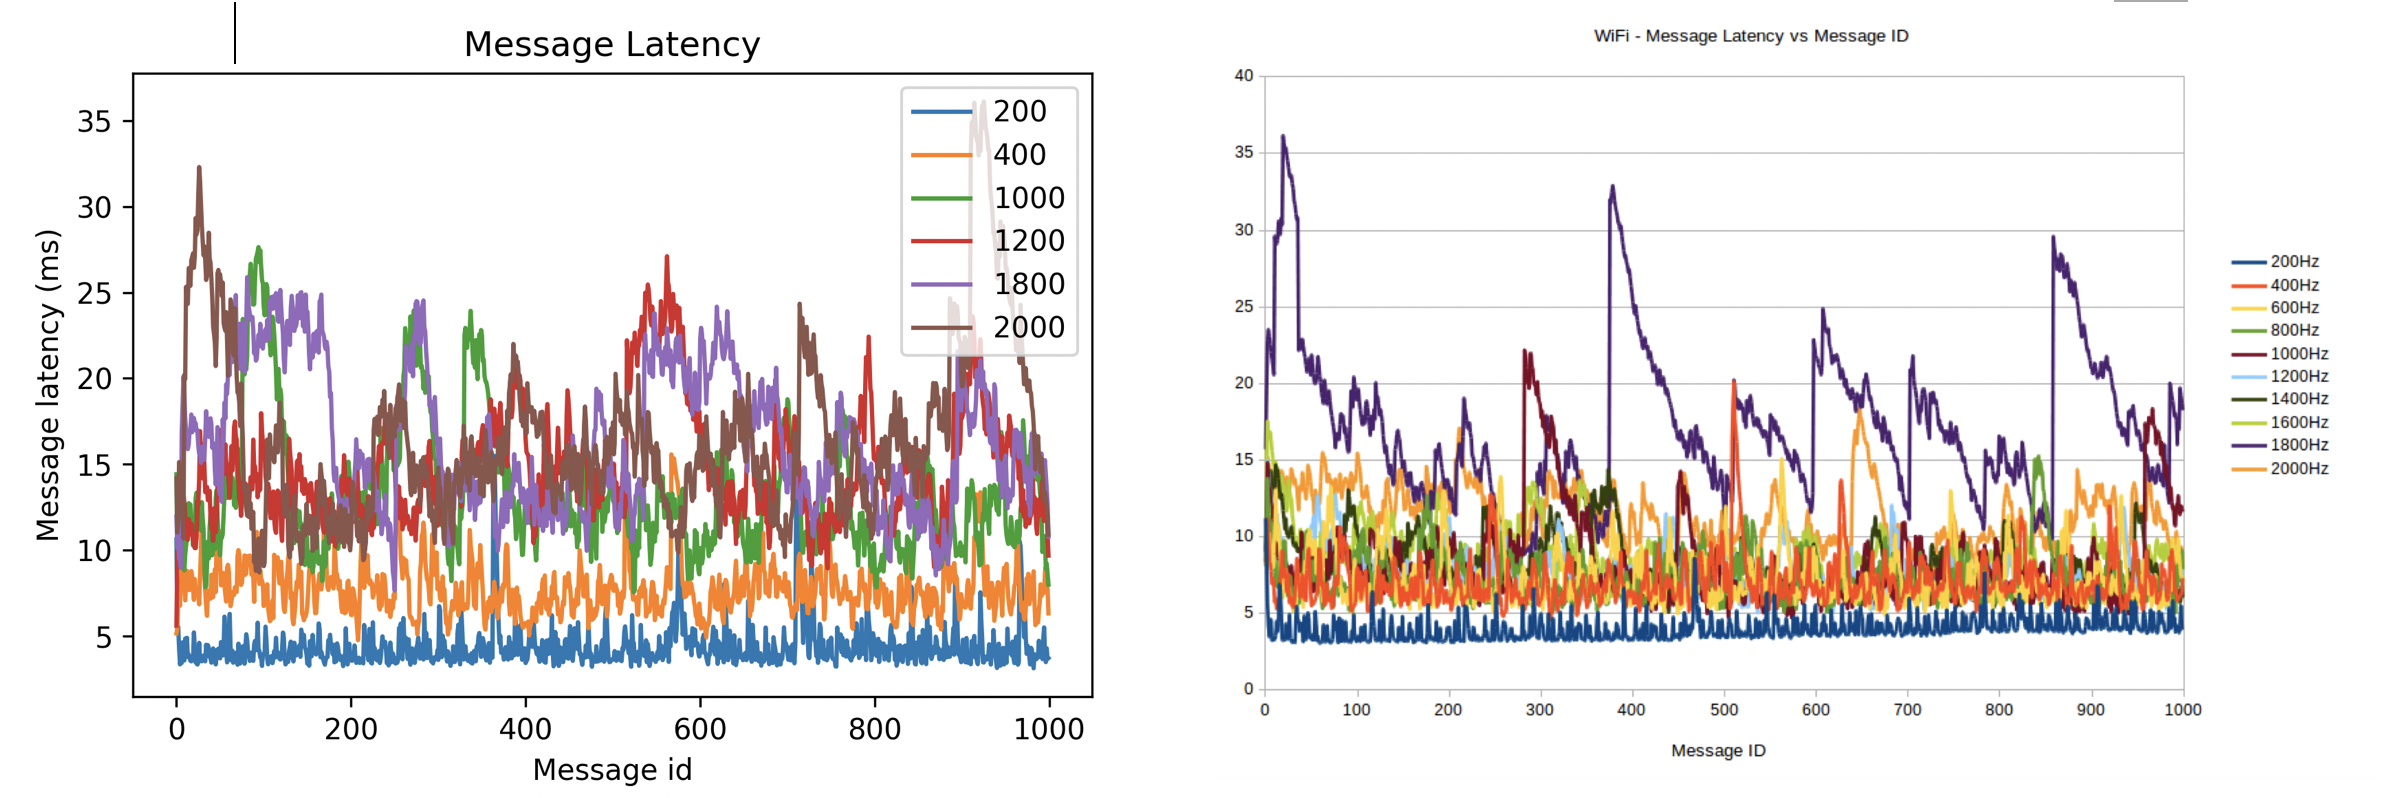 Message Latency
35
30
25
20
15
10
5
Message latency (ms)
0 200 400 600 800 1000
Message id
200
400
1000
1200
1800
2000
WiFi - Message Latency vs Message ID
40
35
30
25
20
15
10
5
0
0 100 200 300 400 500 600 700 800 900 1000
Message ID
200Hz
400Hz
600Hz
800Hz
1000Hz
1200Hz
1400Hz
1600Hz
1800Hz
2000Hz